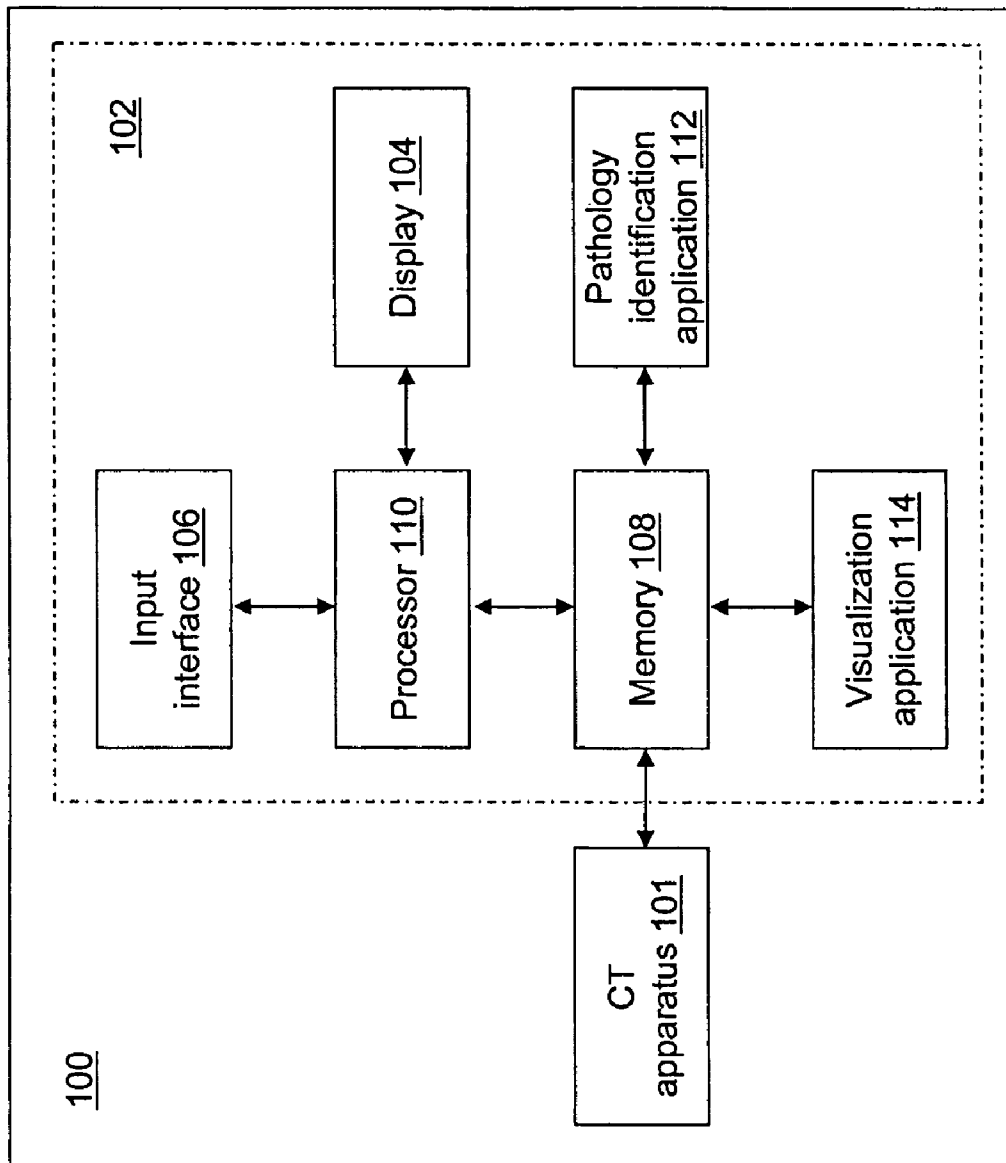 100
102
Input
interface 106
Processor 110
Display 104
CT
apparatus 101
Memory 108
Pathology
identification
application 112
Visualization
application 114